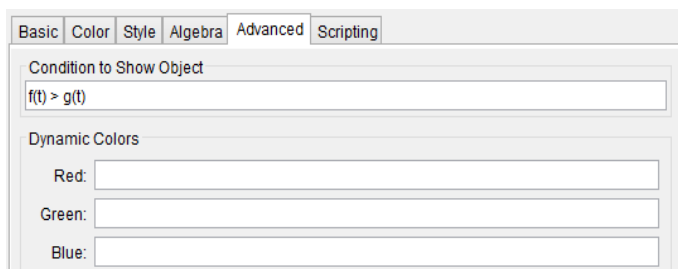 Basic Color Style Algebra Advanced Scripting
Condition to Show Object
f(t) > g(t)
Dynamic Colors
Red:
Green:
Blue: